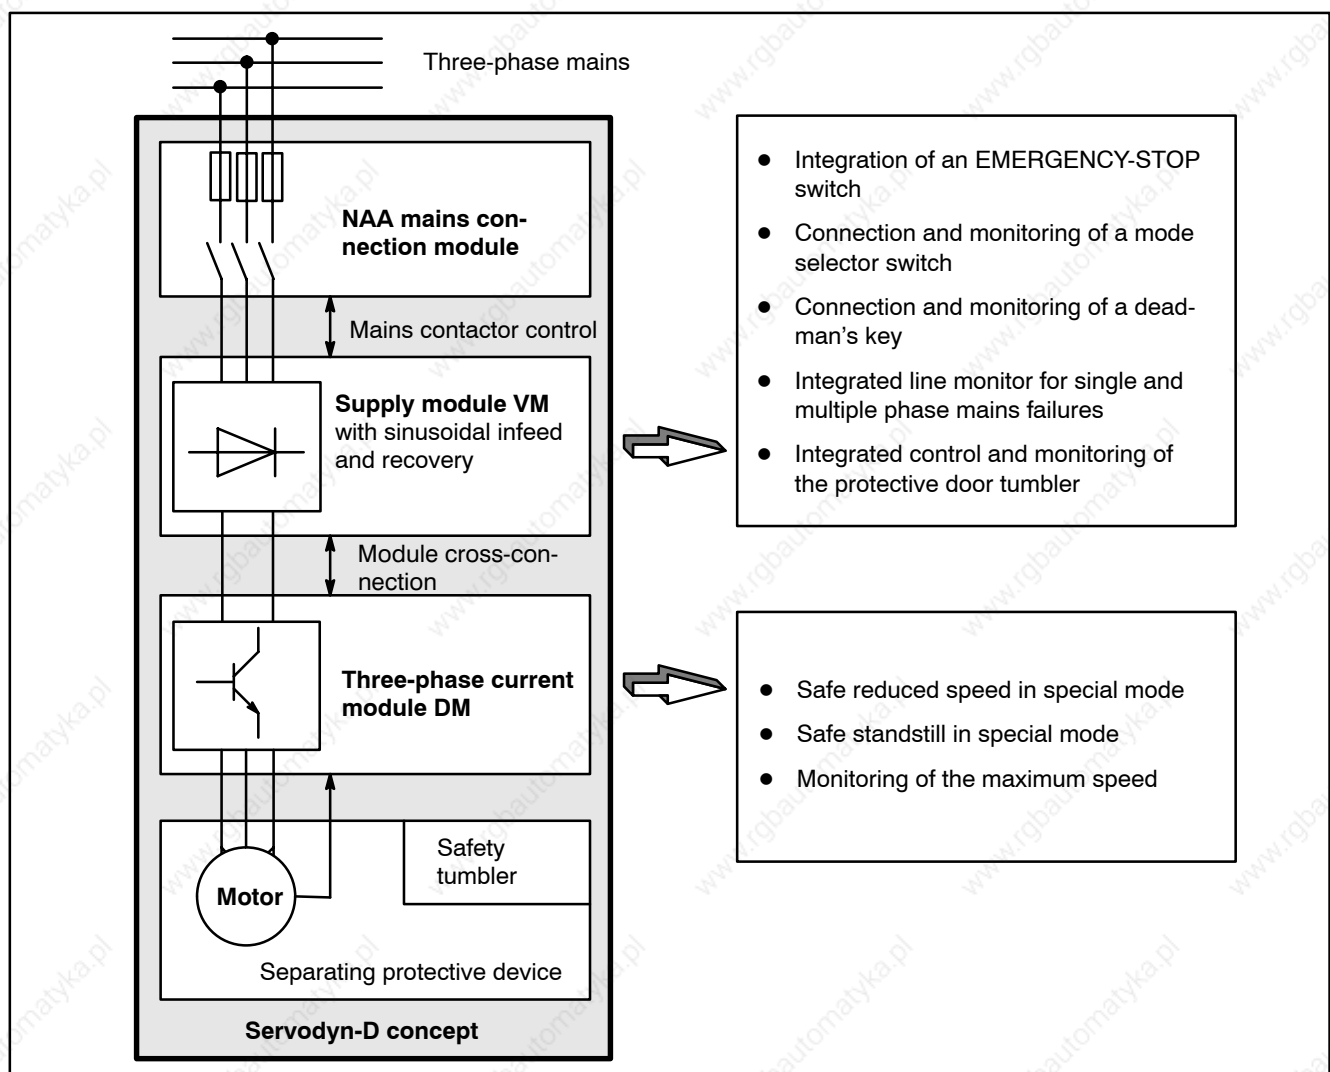 Three-phase mains
NAA mains con-
nection module
Mains contactor control
Supply module VM
with sinusoidal infeed
and recovery
Module cross-con-
nection
Three-phase current
module DM
Safety
tumbler
Motor
Separating protective device
Servodyn-D concept
● Integration of an EMERGENCY-STOP
switch
● Connection and monitoring of a mode
selector switch
● Connection and monitoring of a dead-
man's key
● Integrated line monitor for single and
multiple phase mains failures
● Integrated control and monitoring of
the protective door tumbler
● Safe reduced speed in special mode
● Safe standstill in special mode
● Monitoring of the maximum speed
www.rgbautomatyka.pl